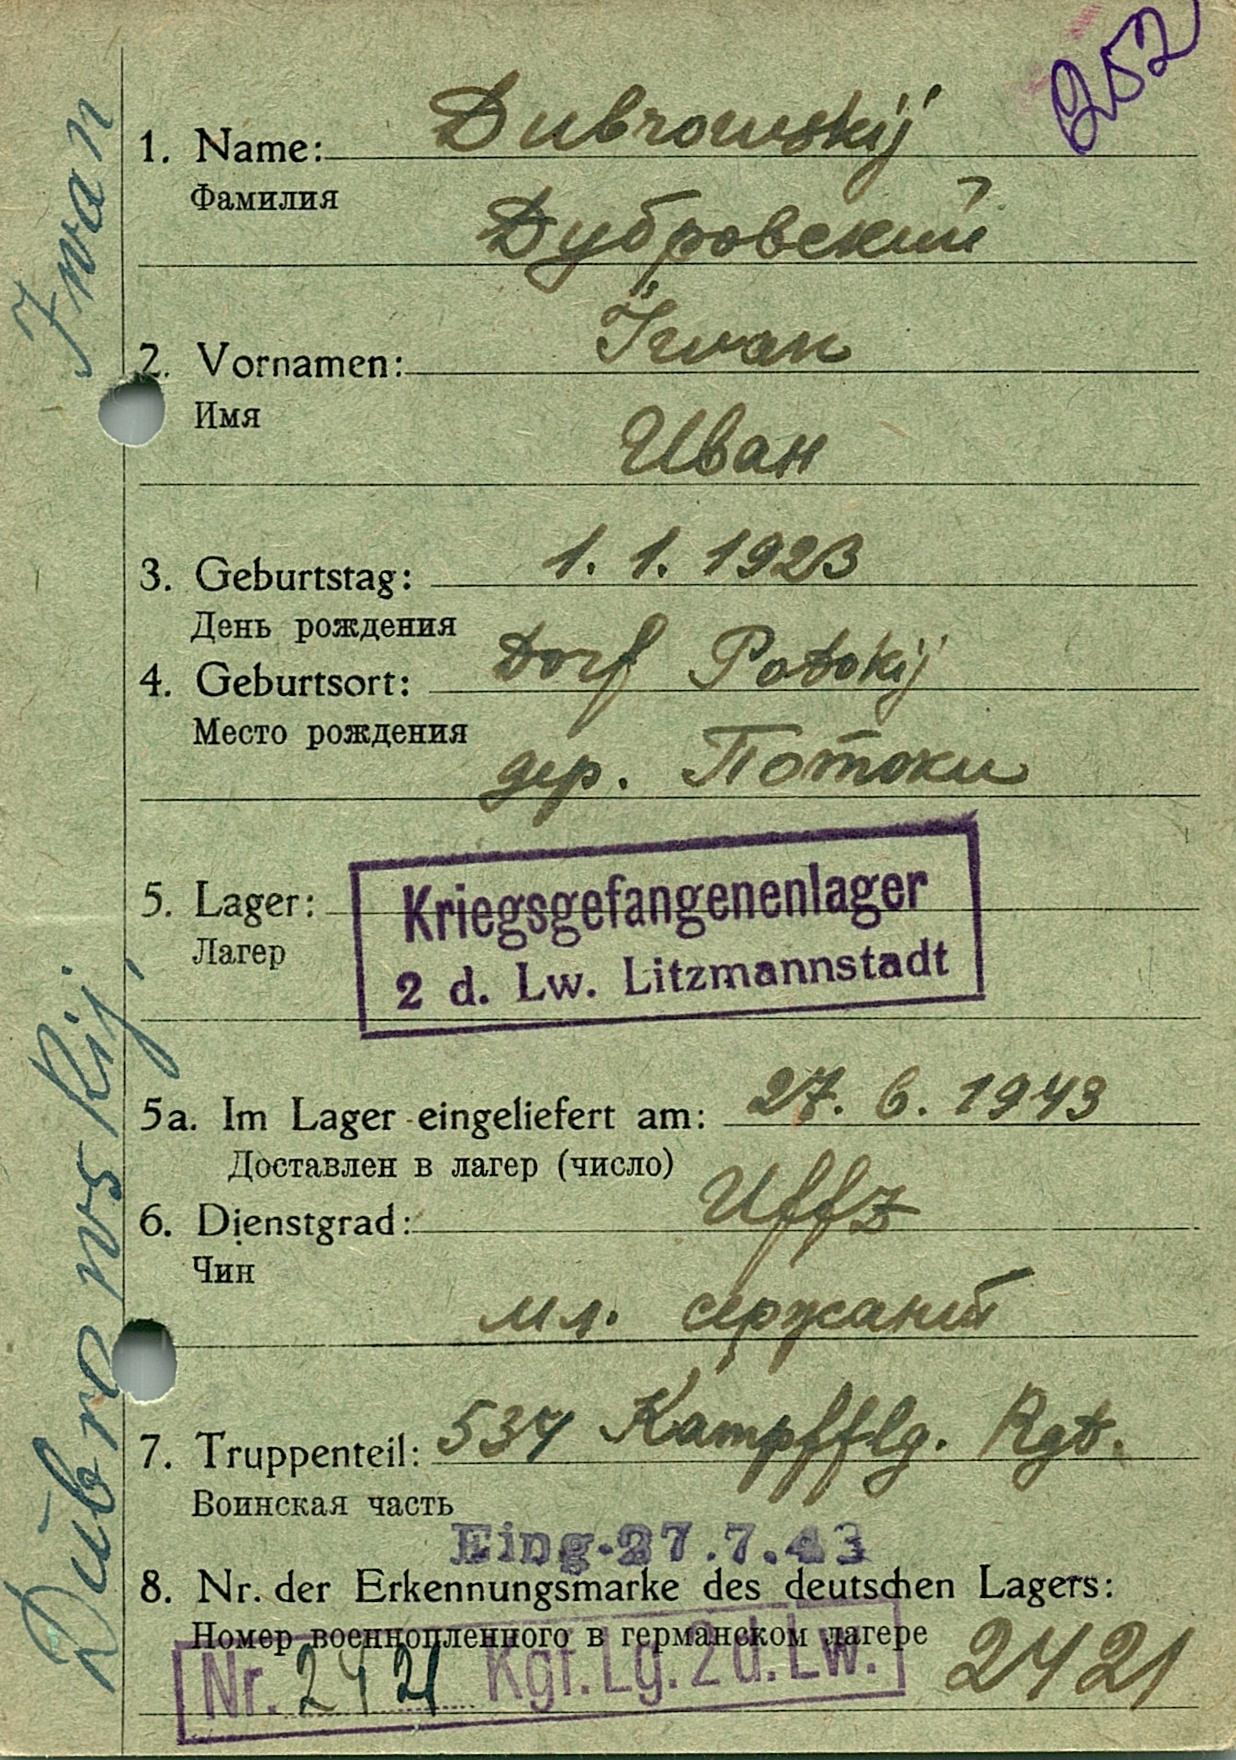 252
1. Name: Dubrowskij
Фамилия
Дубровский
2. Vornamen: Iwan
Имя
Иван
3. Geburtstag: 1. 1. 1923
День рождения
4. Geburtsort: Dorf Potokij
Место рождения
дер. Потоки
5. Lager: Kriegsgefangenenlager
Лагер
2 d. Lw. Litzmannstadt
5a. Im Lager eingeliefert am: 27. 6. 1943
Доставлен в лагер (число)
6. Dienstgrad: Uffz
Чин
мл. сержант
7. Truppenteil: 537 Kampfflg. Rgt.
Воинская часть
Eing. 27.7.43
8. Nr. der Erkennungsmarke des deutschen Lagers:
Номер военнопленного в германском лагере
2421
Nr. 2421 Kgf. Lg. 2 d. Lw.
Dubrowskij, Iwan